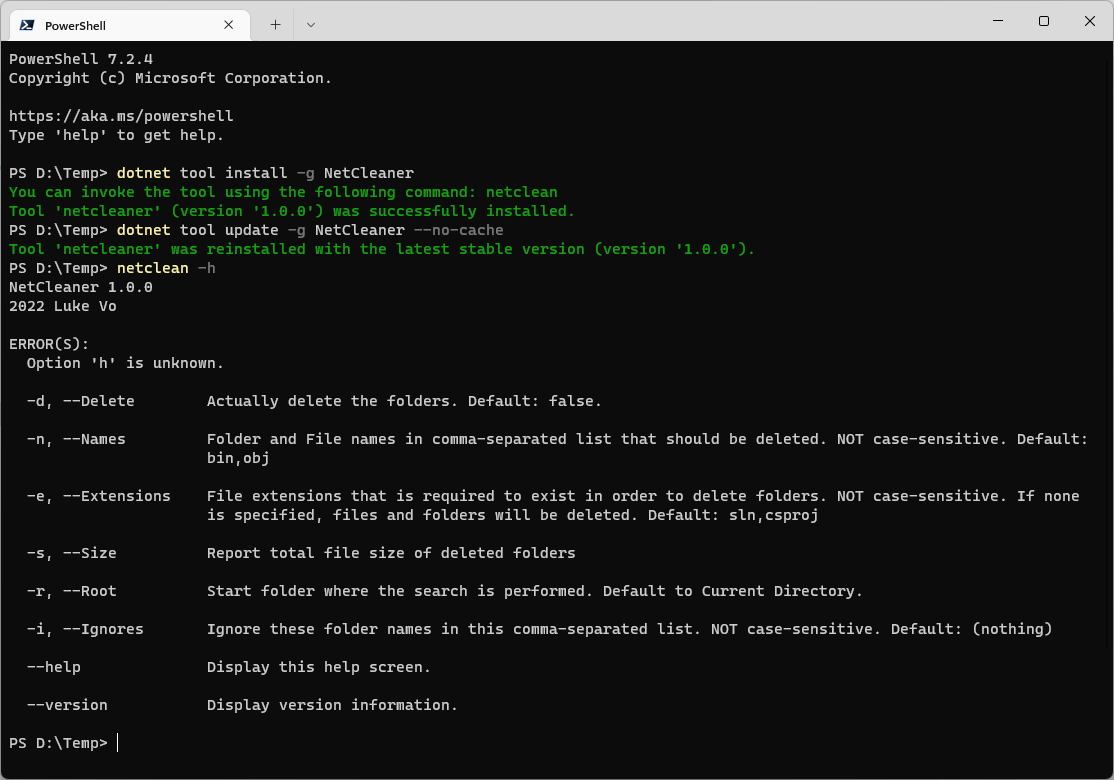 PowerShell
PowerShell 7.2.4
Copyright (c) Microsoft Corporation.
https://aka.ms/powershell
Type 'help' to get help.
PS D:\Temp> dotnet tool install -g NetCleaner
You can invoke the tool using the following command: netclean
Tool 'netcleaner' (version '1.0.0') was successfully installed.
PS D:\Temp> dotnet tool update -g NetCleaner --no-cache
Tool 'netcleaner' was reinstalled with the latest stable version (version '1.0.0').
PS D:\Temp> netclean -h
NetCleaner 1.0.0
2022 Luke Vo
ERROR(S):
  Option 'h' is unknown.
  -d, --Delete        Actually delete the folders. Default: false.
  -n, --Names         Folder and File names in comma-separated list that should be deleted. NOT case-sensitive. Default:
                      bin,obj
  -e, --Extensions    File extensions that is required to exist in order to delete folders. NOT case-sensitive. If none
                      is specified, files and folders will be deleted. Default: sln,csproj
  -s, --Size          Report total file size of deleted folders
  -r, --Root          Start folder where the search is performed. Default to Current Directory.
  -i, --Ignores       Ignore these folder names in this comma-separated list. NOT case-sensitive. Default: (nothing)
  --help              Display this help screen.
  --version           Display version information.
PS D:\Temp>